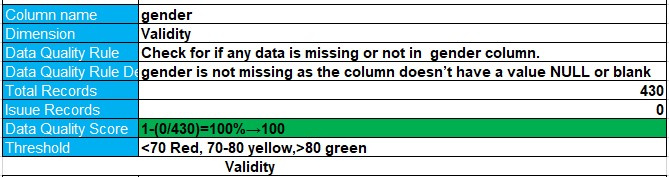 Column name gender
Dimension Validity
Data Quality Rule Check for if any data is missing or not in gender column.
Data Quality Rule De gender is not missing as the column doesn't have a value NULL or blank
Total Records 430
Isuue Records 0
Data Quality Score 1-(0/430)=100%→100
Threshold <70 Red, 70-80 yellow,>80 green
Validity